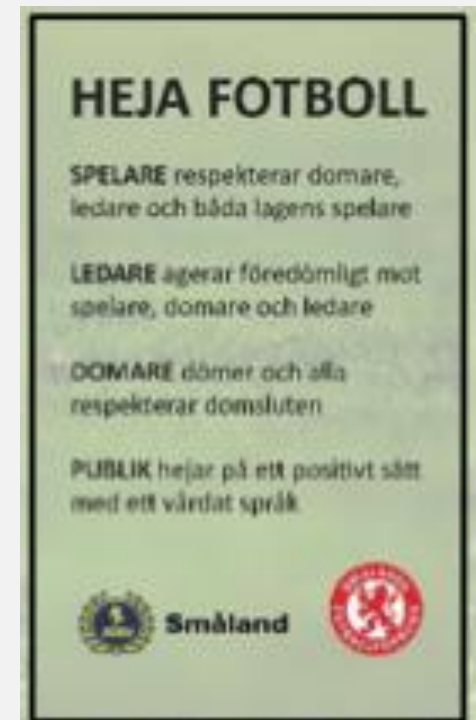 HEJA FOTBOLL
SPELARE respekterar domare,
ledare och båda lagens spelare
LEDARE agerar föredömligt mot
spelare, domare och ledare
DOMARE dömer och alla
respekterar domsluten
PUBLIK hejar på ett positivt sätt
med ett vårdat språk
Småland